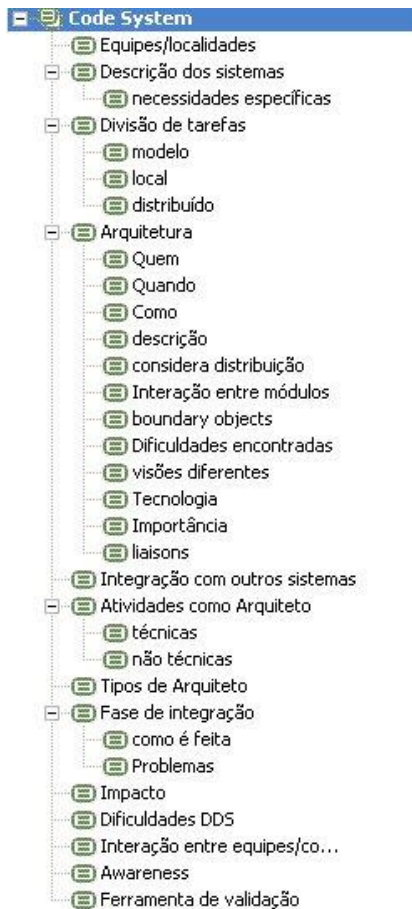 Code System
Equipes/localidades
Descrição dos sistemas
necessidades específicas
Divisão de tarefas
modelo
local
distribuído
Arquitetura
Quem
Quando
Como
descrição
considera distribuição
Interação entre módulos
boundary objects
Dificuldades encontradas
visões diferentes
Tecnologia
Importância
liaisons
Integração com outros sistemas
Atividades como Arquiteto
técnicas
não técnicas
Tipos de Arquiteto
Fase de integração
como é feita
Problemas
Impacto
Dificuldades DDS
Interação entre equipes/co...
Awareness
Ferramenta de validação